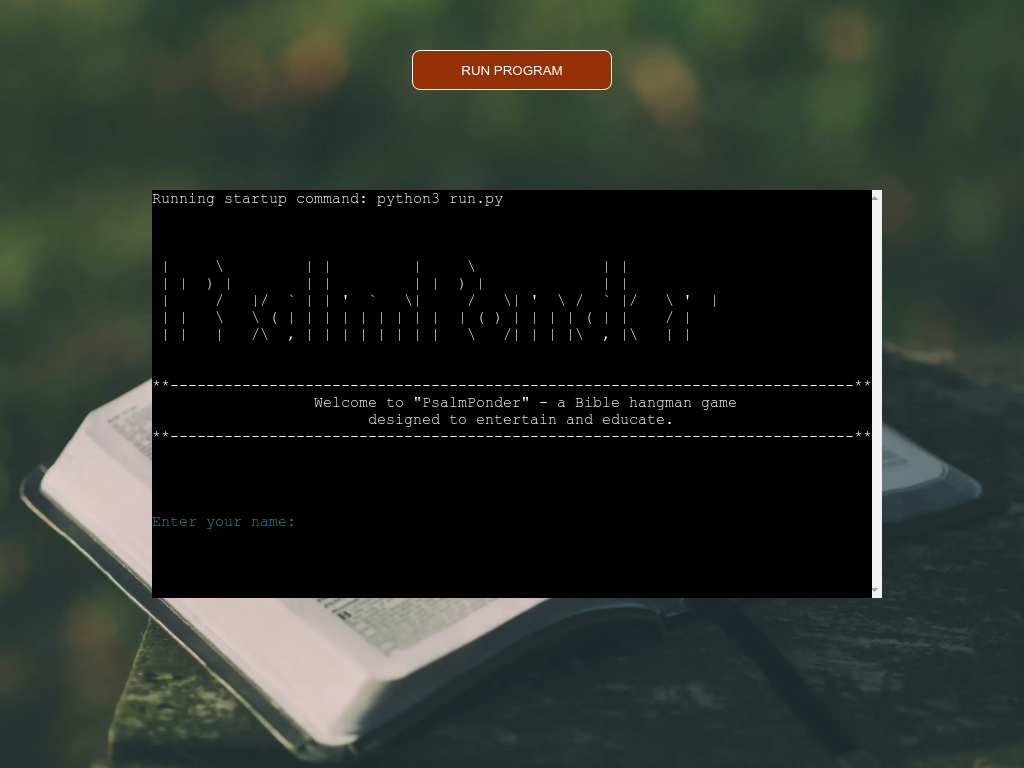 RUN PROGRAM
Running startup command: python3 run.py
PsalmPonder
**----------------------------------------------------------------------------**
Welcome to "PsalmPonder" - a Bible hangman game
designed to entertain and educate.
**----------------------------------------------------------------------------**
Enter your name: